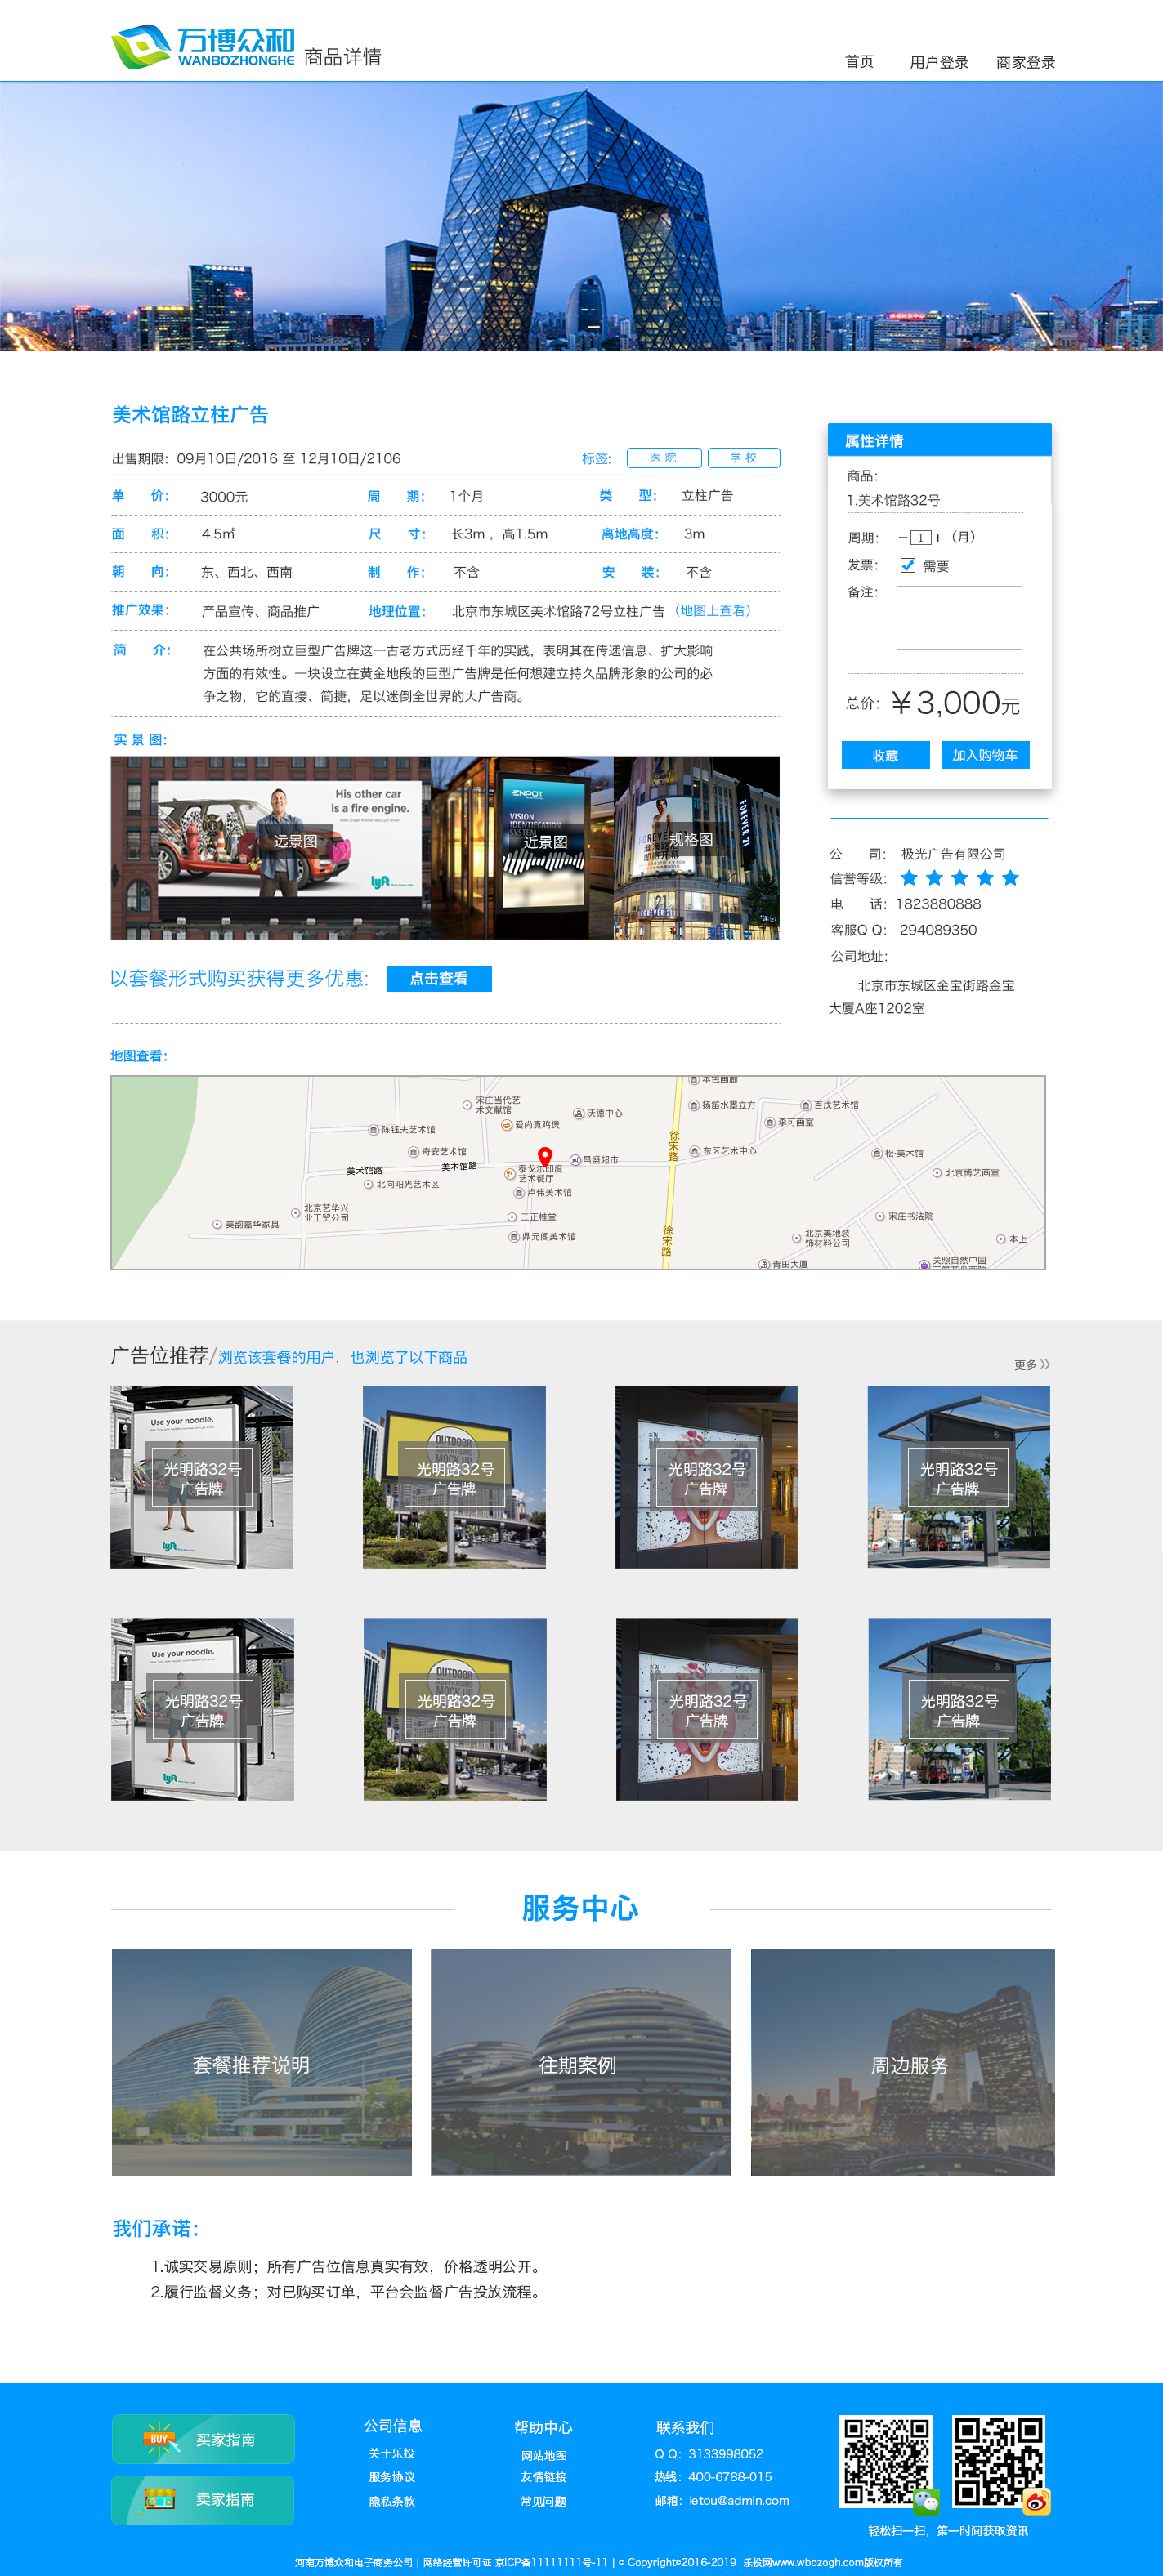 万博众和
WANBOZHONGHE
商品详情
首页
用户登录
商家登录
美术馆路立柱广告
出售期限：09月10日/2016 至 12月10日/2106
标签：
医 院
学 校
单 价：
3000元
周 期：
1个月
类 型：
立柱广告
面 积：
4.5㎡
尺 寸：
长3m ，高1.5m
离地高度：
3m
朝 向：
东、西北、西南
制 作：
不含
安 装：
不含
推广效果：
产品宣传、商品推广
地理位置：
北京市东城区美术馆路72号立柱广告（地图上查看）
简 介：
在公共场所树立巨型广告牌这一古老方式历经千年的实践，表明其在传递信息、扩大影响
方面的有效性。一块设立在黄金地段的巨型广告牌是任何想建立持久品牌形象的公司的必
争之物，它的直接、简捷，足以迷倒全世界的大广告商。
实 景 图：
His other car
is a fire engine.
lyft
远景图
ENPOT
VISION
IDENTIFICATION
SYSTEM
近景图
FOREVER 21
即将开幕
规格图
21
FOREVER 21
属性详情
商品：
1.美术馆路32号
周期：
－1＋（月）
发票：
需要
备注：
总价：￥3,000元
收藏
加入购物车
公 司： 极光广告有限公司
信誉等级：
电 话：1823880888
客服Q Q： 294089350
公司地址：
北京市东城区金宝街路金宝
大厦A座1202室
以套餐形式购买获得更多优惠：
点击查看
地图查看：
本色画廊
宋庄当代艺
术文献馆
沃德中心
扬笛水墨立方
百戊艺术馆
陈钰夫艺术馆
爱尚真鸡煲
李可画室
徐宋路
奇安艺术馆
东区艺术中心
松·美术馆
美术馆路
美术馆路
昌盛超市
泰戈尔印度
艺术餐厅
北京博艺画室
北向阳光艺术区
卢伟美术馆
北京艺华兴
业工贸公司
三正椎堂
宋庄书法院
美韵嘉华家具
鼎元阁美术馆
徐宋路
北京美地装
饰材料公司
本上
青田大厦
关照自然中国
广告位推荐/浏览该套餐的用户，也浏览了以下商品
更多
Use your noodle.
lyft
光明路32号
广告牌
OUTDOOR
ADVERTISING
MOCK UP
光明路32号
广告牌
29
光明路32号
广告牌
光明路32号
广告牌
Use your noodle.
lyft
光明路32号
广告牌
OUTDOOR
ADVERTISING
MOCK UP
光明路32号
广告牌
29
光明路32号
广告牌
光明路32号
广告牌
服务中心
套餐推荐说明
往期案例
周边服务
我们承诺：
1.诚实交易原则；所有广告位信息真实有效，价格透明公开。
2.履行监督义务；对已购买订单，平台会监督广告投放流程。
BUY
买家指南
卖家指南
公司信息
关于乐投
服务协议
隐私条款
帮助中心
网站地图
友情链接
常见问题
联系我们
Q Q：3133998052
热线：400-6788-015
邮箱：letou@admin.com
轻松扫一扫，第一时间获取资讯
河南万博众和电子商务公司 | 网络经营许可证 京ICP备11111111号-11 | © Copyright©2016-2019 乐投网www.wbozogh.com版权所有